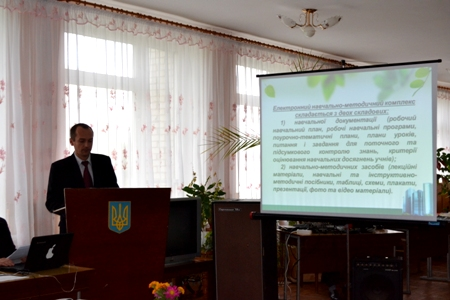 Електронний навчально-методичний комплекс
складається з двох складових:
1) навчальної документації (робочий
навчальний план, робочі навчальні програми,
поурочно-тематичні плани, плани уроків,
питання і завдання для поточного та
підсумкового контролю знань, критерії
оцінювання навчальних досягнень учнів);
2) навчально-методичних засобів (лекційні
матеріали, навчальні та інструктивно-
методичні посібники, таблиці, схеми, плакати,
презентації, фото та відео матеріали).